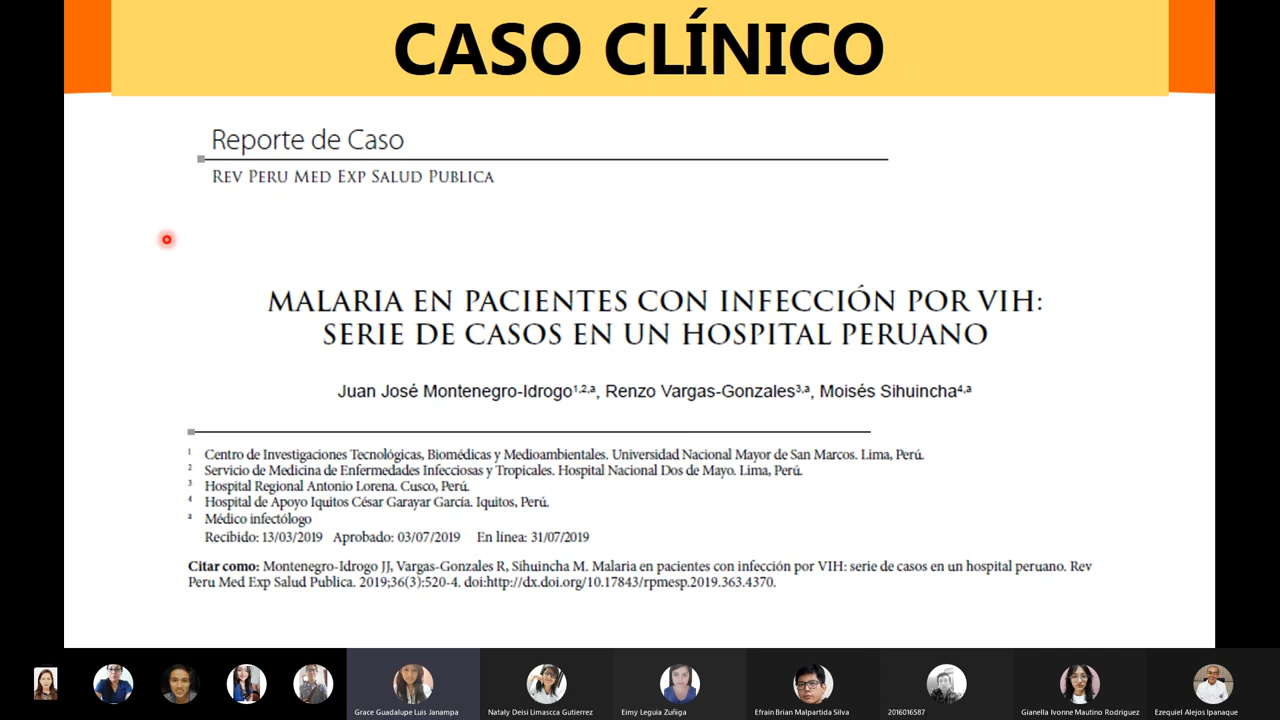 CASO CLÍNICO
Reporte de Caso
Rev Peru Med Exp Salud Publica
MALARIA EN PACIENTES CON INFECCIÓN POR VIH:
SERIE DE CASOS EN UN HOSPITAL PERUANO
Juan José Montenegro-Idrogo¹,²,ª, Renzo Vargas-Gonzales³,ª, Moisés Sihuincha⁴,ª
¹ Centro de Investigaciones Tecnológicas, Biomédicas y Medioambientales. Universidad Nacional Mayor de San Marcos. Lima, Perú.
² Servicio de Medicina de Enfermedades Infecciosas y Tropicales. Hospital Nacional Dos de Mayo. Lima, Perú.
³ Hospital Regional Antonio Lorena. Cusco, Perú.
⁴ Hospital de Apoyo Iquitos César Garayar García. Iquitos, Perú.
ª Médico infectólogo
Recibido: 13/03/2019 Aprobado: 03/07/2019 En línea: 31/07/2019
Citar como: Montenegro-Idrogo JJ, Vargas-Gonzales R, Sihuincha M. Malaria en pacientes con infección por VIH: serie de casos en un hospital peruano. Rev
Peru Med Exp Salud Publica. 2019;36(3):520-4. doi:http://dx.doi.org/10.17843/rpmesp.2019.363.4370.
Grace Guadalupe Luis Janampa
Nataly Deisi Limascca Gutierrez
Eimy Leguia Zuñiga
Efrain Brian Malpartida Silva
2016016587
Gianella Ivonne Mautino Rodriguez
Ezequiel Alejos Ipanaque